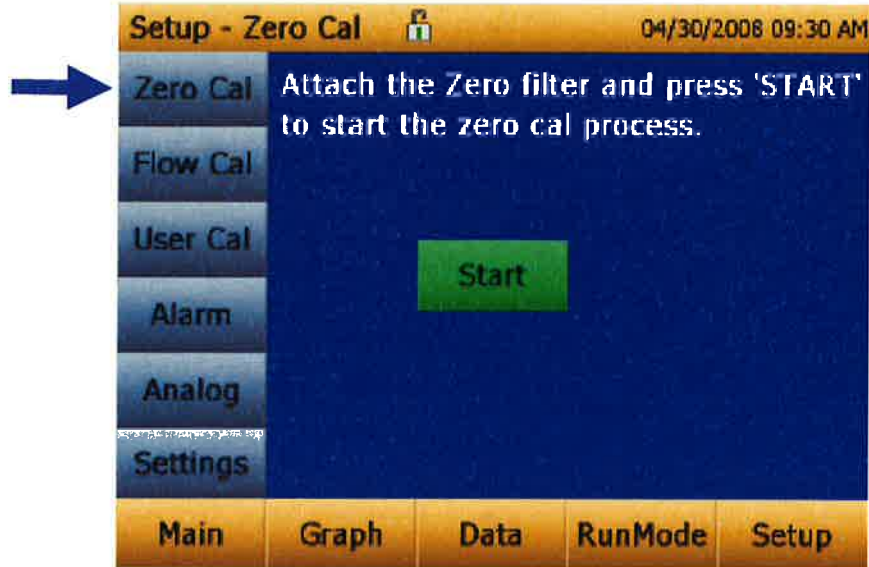 Setup - Zero Cal 04/30/2008 09:30 AM
Zero Cal
Attach the Zero filter and press 'START'
to start the zero cal process.
Flow Cal
User Cal
Start
Alarm
Analog
Settings
Main Graph Data RunMode Setup